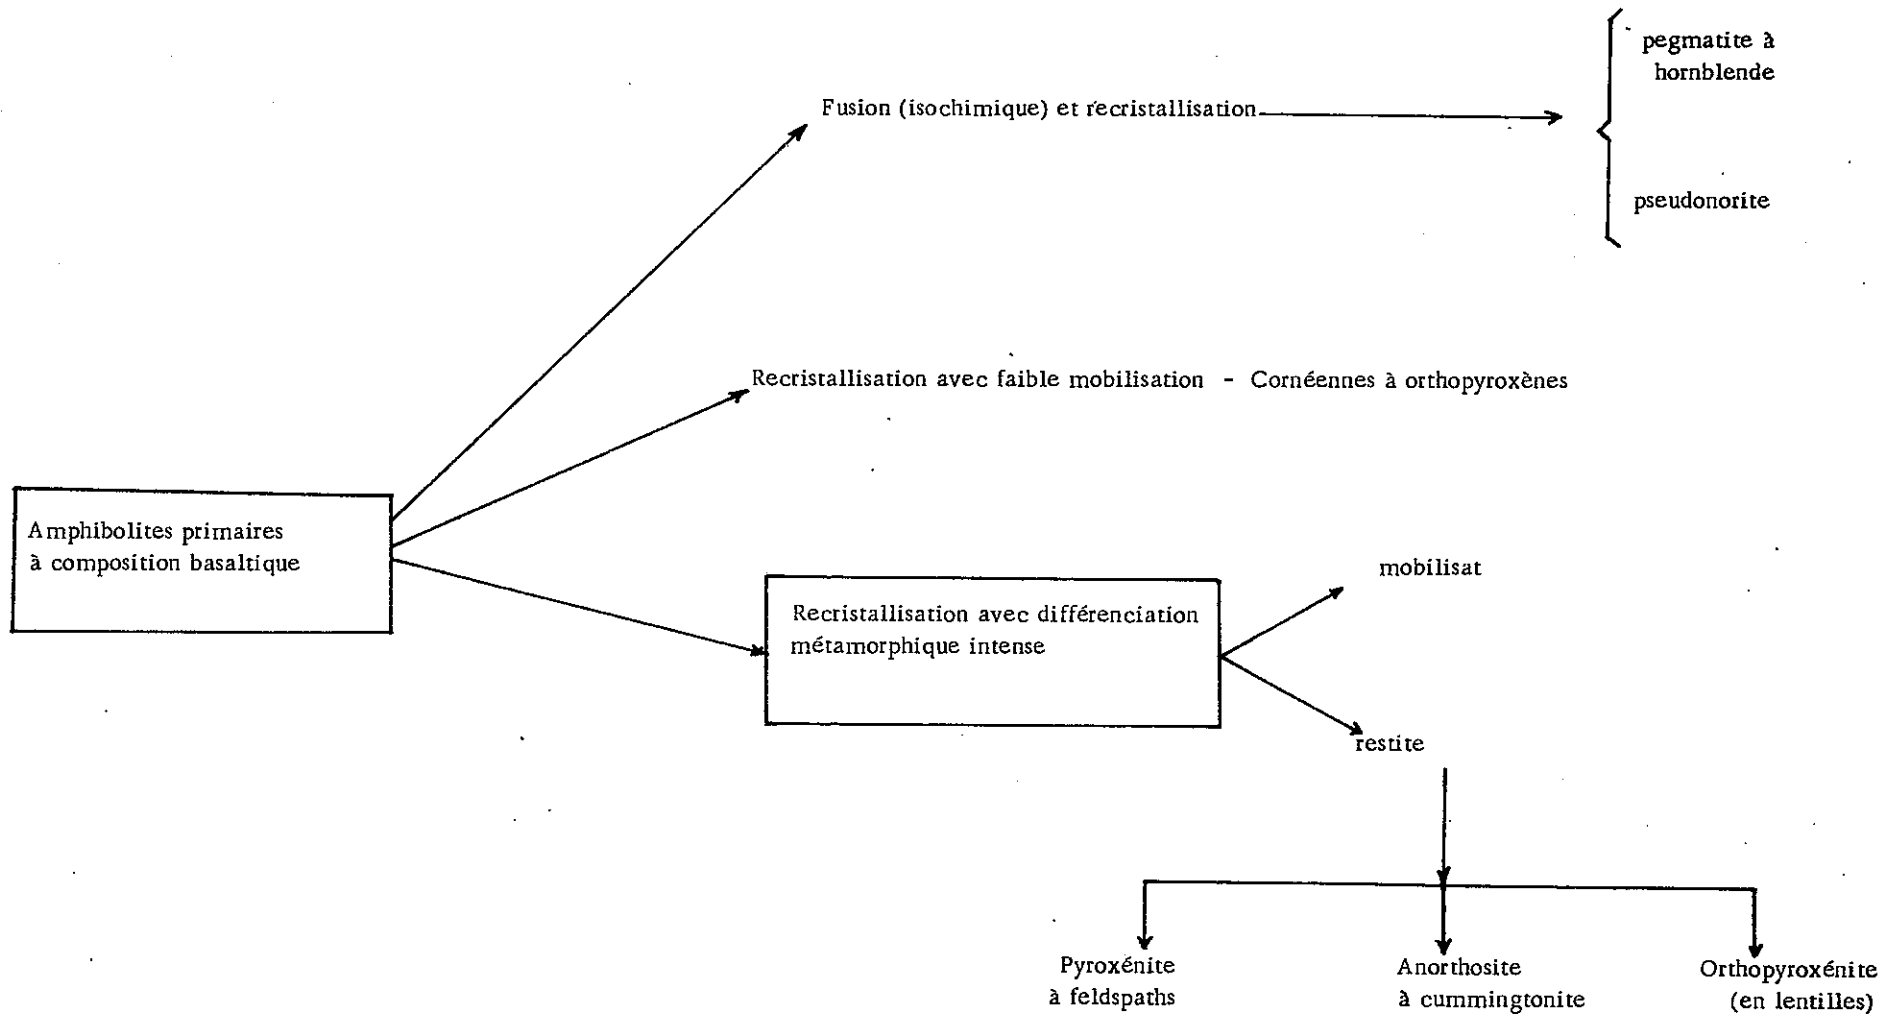 pegmatite à
hornblende
Fusion (isochimique) et recristallisation
pseudonorite
Recristallisation avec faible mobilisation - Cornéennes à orthopyroxènes
Amphibolites primaires
à composition basaltique
mobilisat
Recristallisation avec différenciation
métamorphique intense
restite
Pyroxénite
à feldspaths
Anorthosite
à cummingtonite
Orthopyroxénite
(en lentilles)